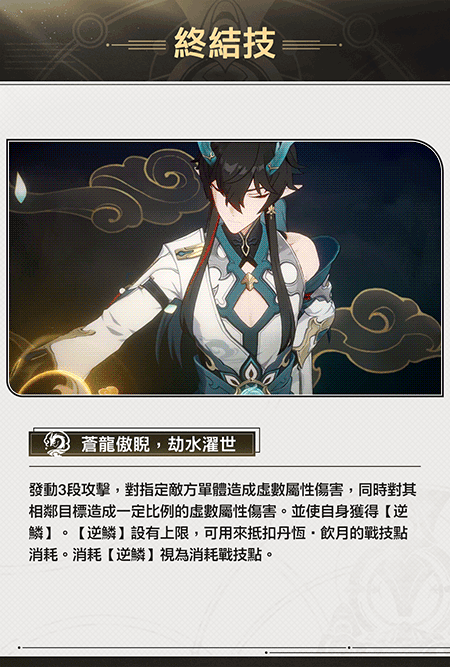 終結技
蒼龍傲睨，劫水濯世
發動3段攻擊，對指定敵方單體造成虛數屬性傷害，同時對其
相鄰目標造成一定比例的虛數屬性傷害。並使自身獲得【逆
鱗】。【逆鱗】設有上限，可用來抵扣丹恆・飲月的戰技點
消耗。消耗【逆鱗】視為消耗戰技點。